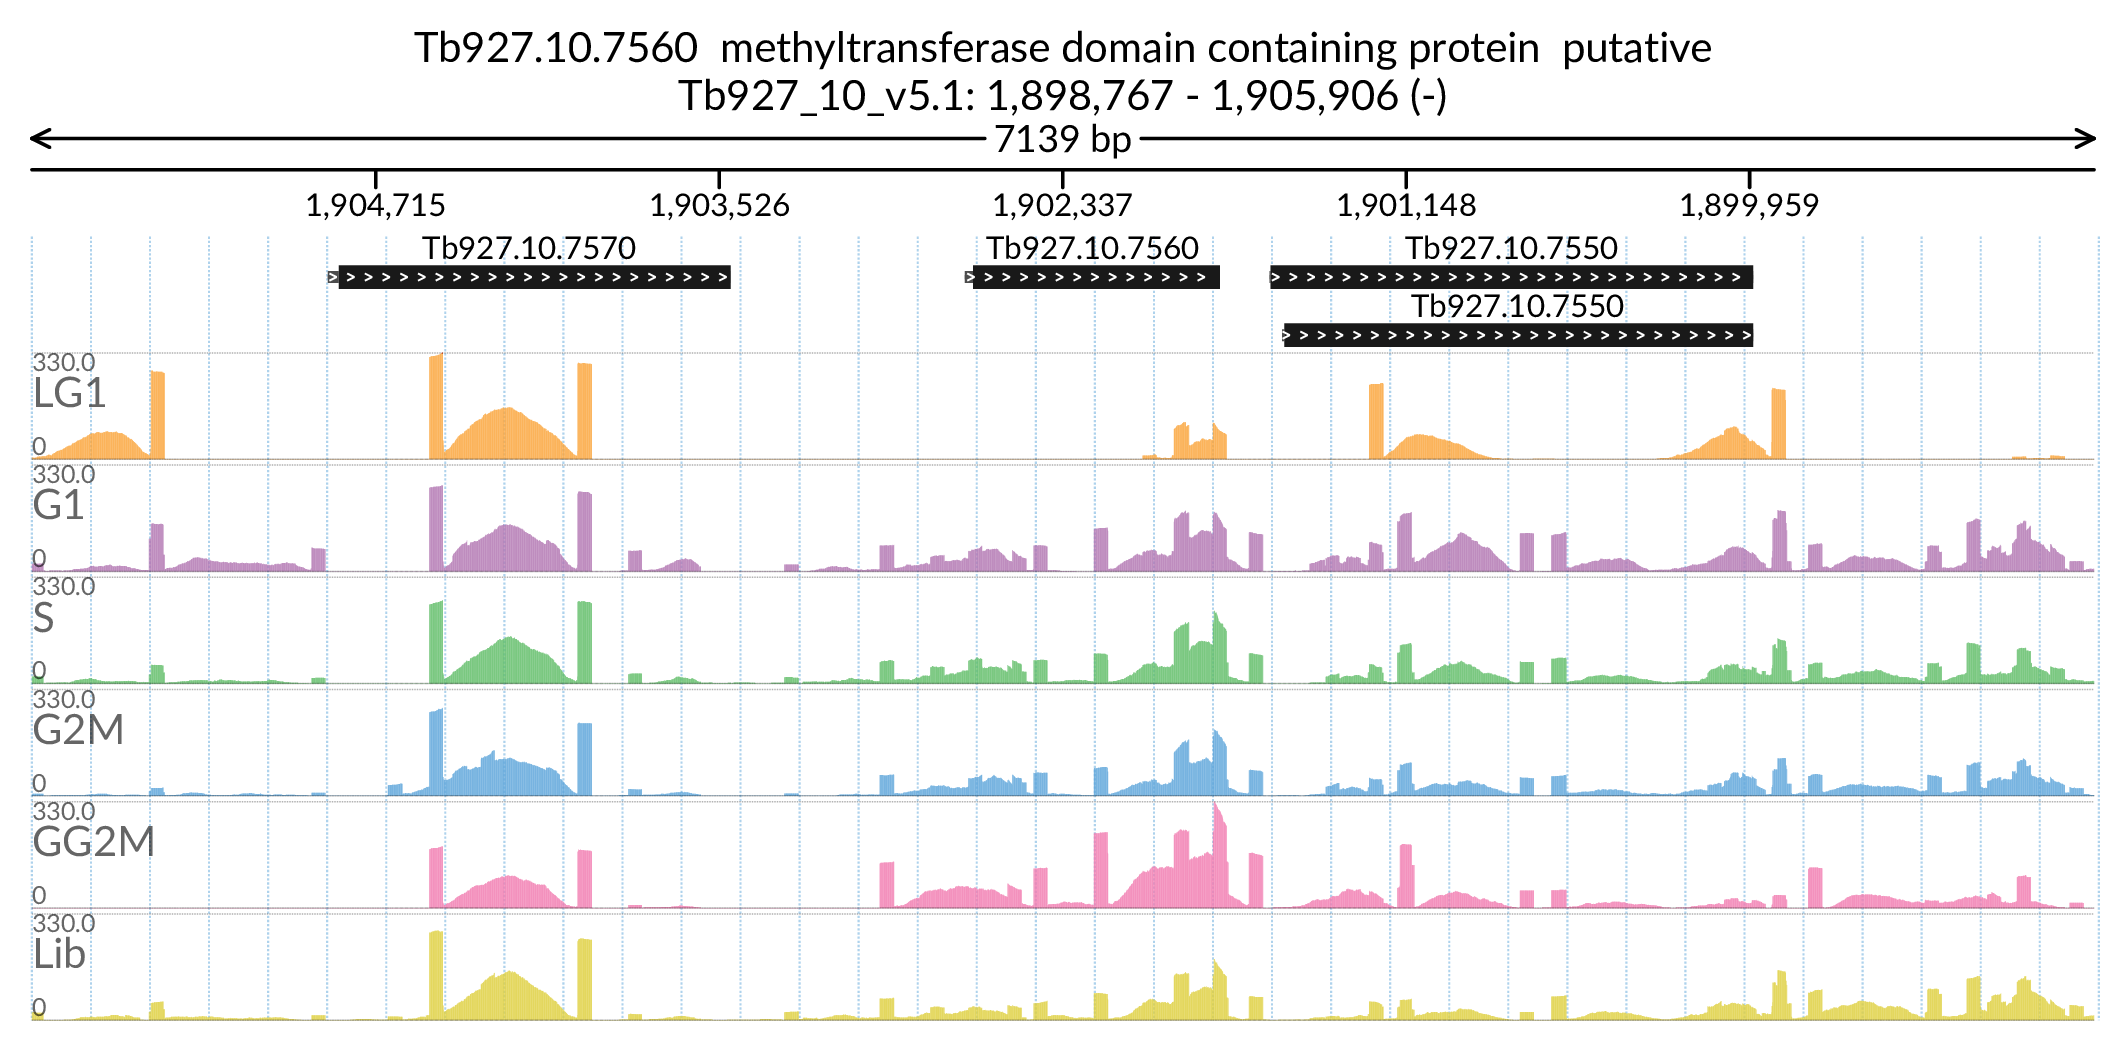 Tb927.10.7560  methyltransferase domain containing protein  putative
Tb927_10_v5.1: 1,898,767 - 1,905,906 (-)
7139 bp
1,904,715 1,903,526 1,902,337 1,901,148 1,899,959
Tb927.10.7570 Tb927.10.7560 Tb927.10.7550
Tb927.10.7550
330.0
LG1
0
330.0
G1
0
330.0
S
0
330.0
G2M
0
330.0
GG2M
0
330.0
Lib
0